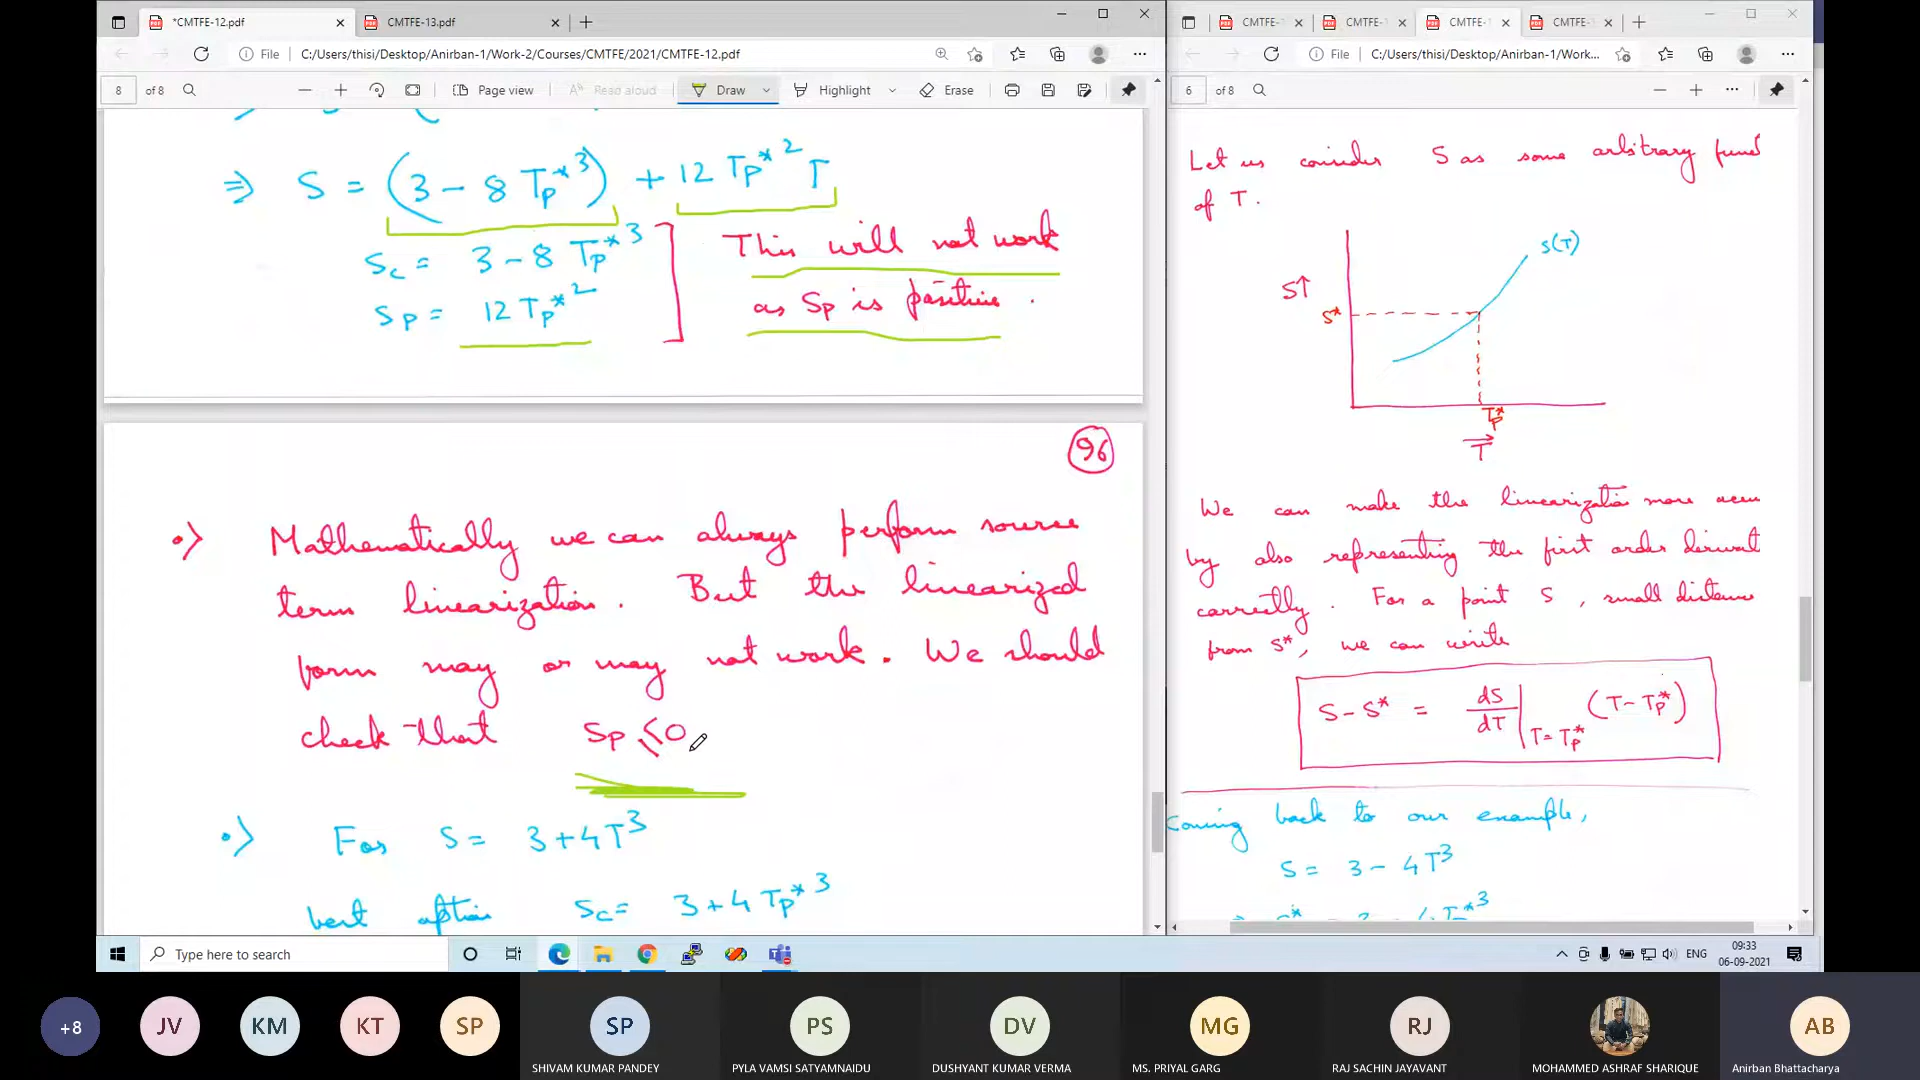 *CMTFE-12.pdf
CMTFE-13.pdf
CMTFE-1
CMTFE-1
CMTFE-1
CMTFE-
File C:/Users/thisi/Desktop/Anirban-1/Work-2/Courses/CMTFE/2021/CMTFE-12.pdf
File C:/Users/thisi/Desktop/Anirban-1/Work...
8 of 8
Page view
Read aloud
Draw
Highlight
Erase
6 of 8
⇒ S = (3 - 8 Tp*³) + 12 Tp*² T
Sc = 3 - 8 Tp*³
Sp = 12 Tp*²
This will not work
as Sp is positive.
96
•) Mathematically we can always perform source
term linearization. But the linearized
form may or may not work. We should
check that Sp ≤ 0
•) For S = 3 + 4T³
best option Sc = 3 + 4 Tp*³
Let us consider S as some arbitrary funct
of T.
S(T)
S↑
S*
Tp*
T
We can make the linearization more accu
by also representing the first order derivat
correctly. For a point S, small distance
from S*, we can write
S - S* = dS/dT |T=Tp* (T - Tp*)
Coming back to our example,
S = 3 - 4T³
Type here to search
ENG
09:33
06-09-2021
+8
JV
KM
KT
SP
SP
PS
DV
MG
RJ
AB
SHIVAM KUMAR PANDEY
PYLA VAMSI SATYAMNAIDU
DUSHYANT KUMAR VERMA
MS. PRIYAL GARG
RAJ SACHIN JAYAVANT
MOHAMMED ASHRAF SHARIQUE
Anirban Bhattacharya